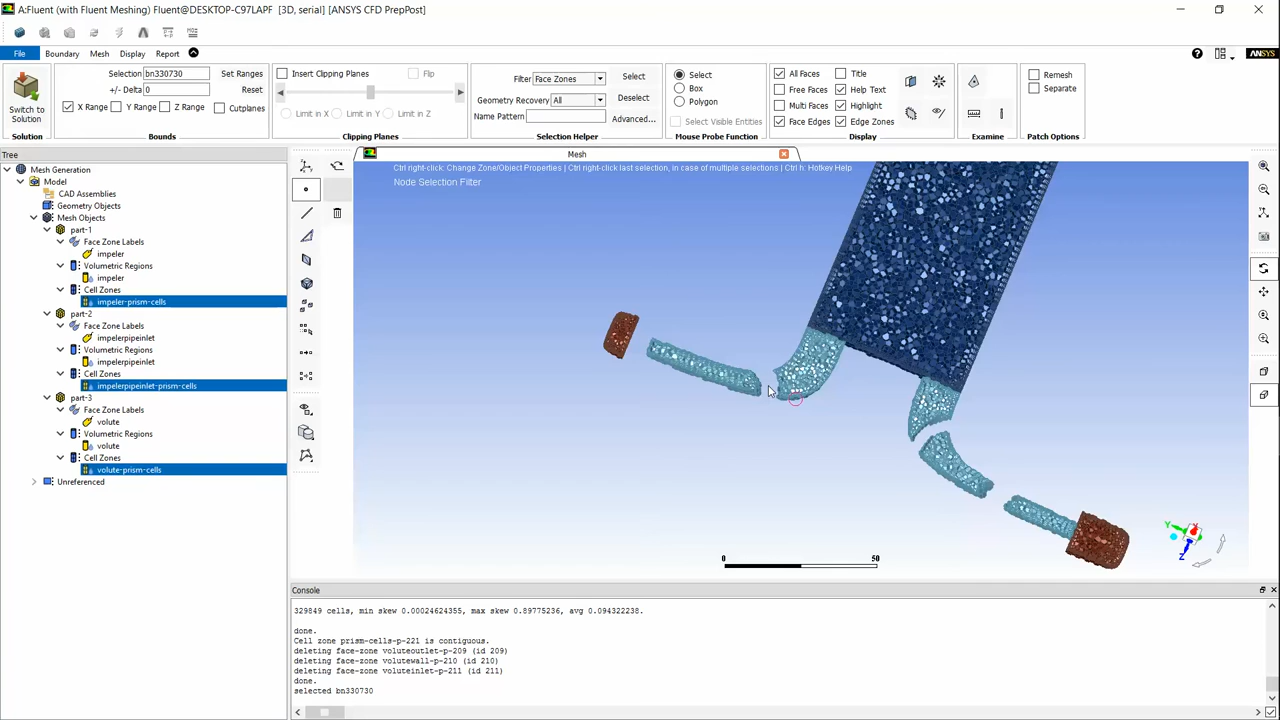 A:Fluent (with Fluent Meshing) Fluent@DESKTOP-C97LAPF [3D, serial] [ANSYS CFD PrepPost]
File Boundary Mesh Display Report ANSYS
Switch to
Solution
Solution
Selection bn330730 Set Ranges
+/- Delta 0 Reset
X Range Y Range Z Range Cutplanes
Bounds
Insert Clipping Planes Flip
Limit in X Limit in Y Limit in Z
Clipping Planes
Filter Face Zones Select
Geometry Recovery All Deselect
Name Pattern Advanced...
Selection Helper
Select
Box
Polygon
Select Visible Entities
Mouse Probe Function
All Faces Title
Free Faces Help Text
Multi Faces Highlight
Face Edges Edge Zones
Display
Examine
Remesh
Separate
Patch Options
Tree
Mesh Generation
Model
CAD Assemblies
Geometry Objects
Mesh Objects
part-1
Face Zone Labels
impeler
Volumetric Regions
impeler
Cell Zones
impeler-prism-cells
part-2
Face Zone Labels
impelerpipeinlet
Volumetric Regions
impelerpipeinlet
Cell Zones
impelerpipeinlet-prism-cells
part-3
Face Zone Labels
volute
Volumetric Regions
volute
Cell Zones
volute-prism-cells
Unreferenced
Mesh
Ctrl right-click: Change Zone/Object Properties | Ctrl right-click last selection, in case of multiple selections | Ctrl h: Hotkey Help
Node Selection Filter
0 50
Y X
Z
Console
329849 cells, min skew 0.00024624355, max skew 0.89775236, avg 0.094322238.
done.
Cell zone prism-cells-p-221 is contiguous.
deleting face-zone voluteoutlet-p-209 (id 209)
deleting face-zone volutewall-p-210 (id 210)
deleting face-zone voluteinlet-p-211 (id 211)
done.
selected bn330730